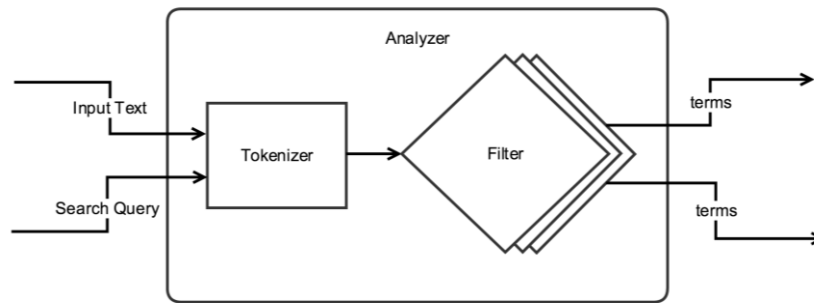 Analyzer
Input Text
terms
Tokenizer
Filter
Search Query
terms